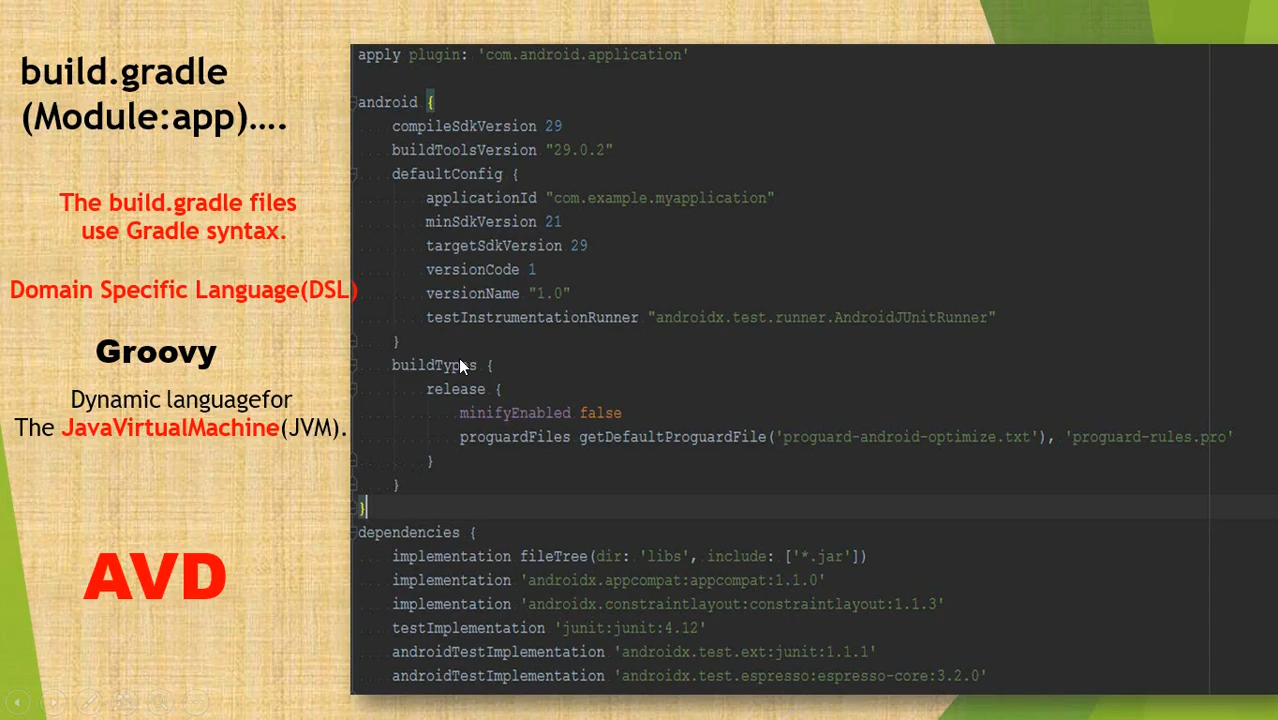 build.gradle
(Module:app)....
The build.gradle files
use Gradle syntax.
Domain Specific Language(DSL)
Groovy
Dynamic languagefor
The JavaVirtualMachine(JVM).
AVD
apply plugin: 'com.android.application'
android {
compileSdkVersion 29
buildToolsVersion "29.0.2"
defaultConfig {
applicationId "com.example.myapplication"
minSdkVersion 21
targetSdkVersion 29
versionCode 1
versionName "1.0"
testInstrumentationRunner "androidx.test.runner.AndroidJUnitRunner"
}
buildTypes {
release {
minifyEnabled false
proguardFiles getDefaultProguardFile('proguard-android-optimize.txt'), 'proguard-rules.pro'
}
}
}
dependencies {
implementation fileTree(dir: 'libs', include: ['*.jar'])
implementation 'androidx.appcompat:appcompat:1.1.0'
implementation 'androidx.constraintlayout:constraintlayout:1.1.3'
testImplementation 'junit:junit:4.12'
androidTestImplementation 'androidx.test.ext:junit:1.1.1'
androidTestImplementation 'androidx.test.espresso:espresso-core:3.2.0'